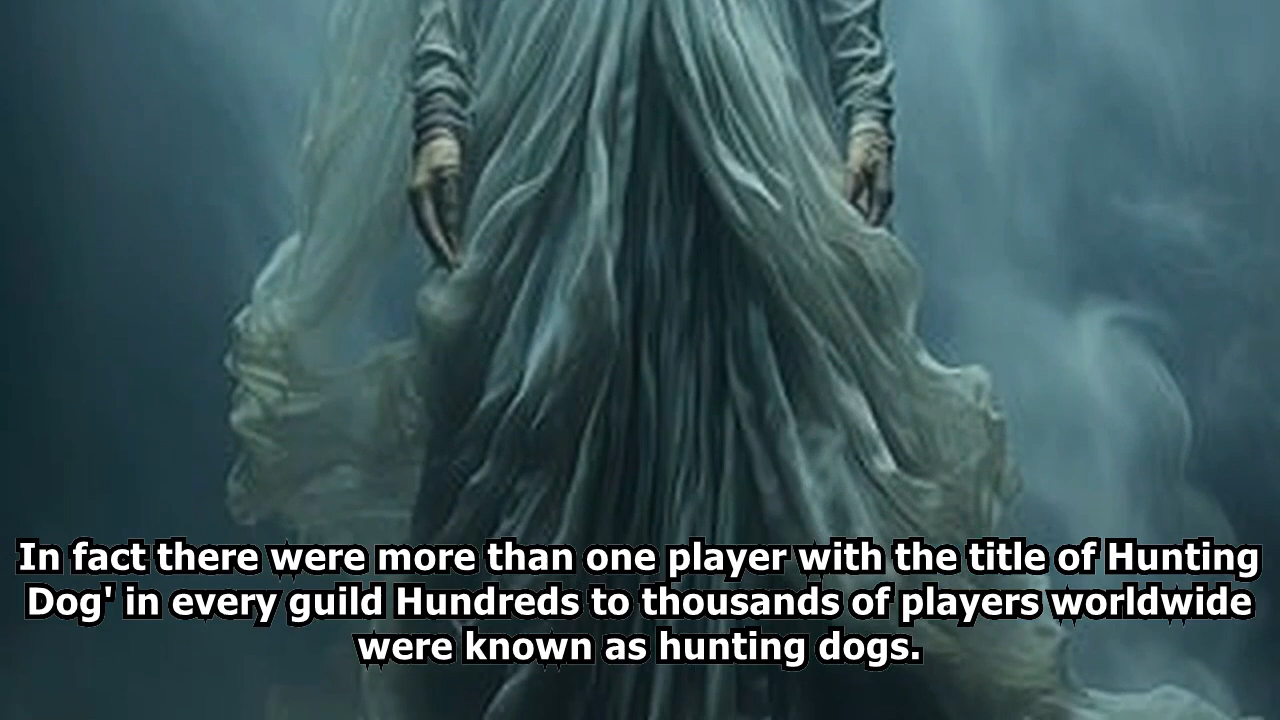 In fact there were more than one player with the title of Hunting
Dog' in every guild Hundreds to thousands of players worldwide
were known as hunting dogs.